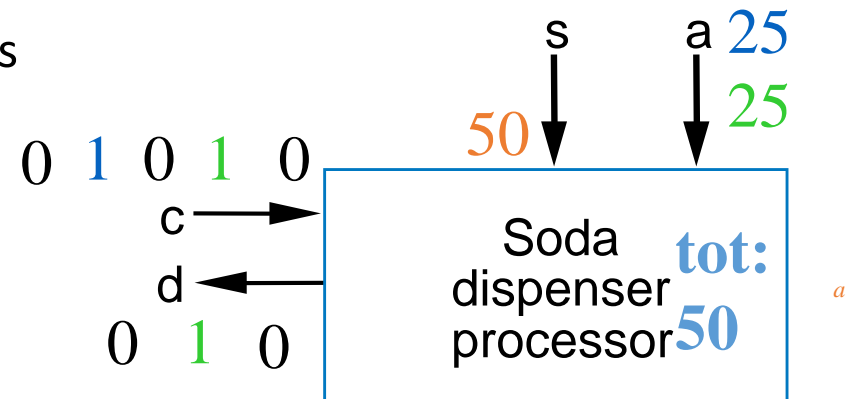 s
s a 25
25
50
0 1 0 1 0
c
d
0 1 0
Soda
dispenser
processor
tot:
50
a